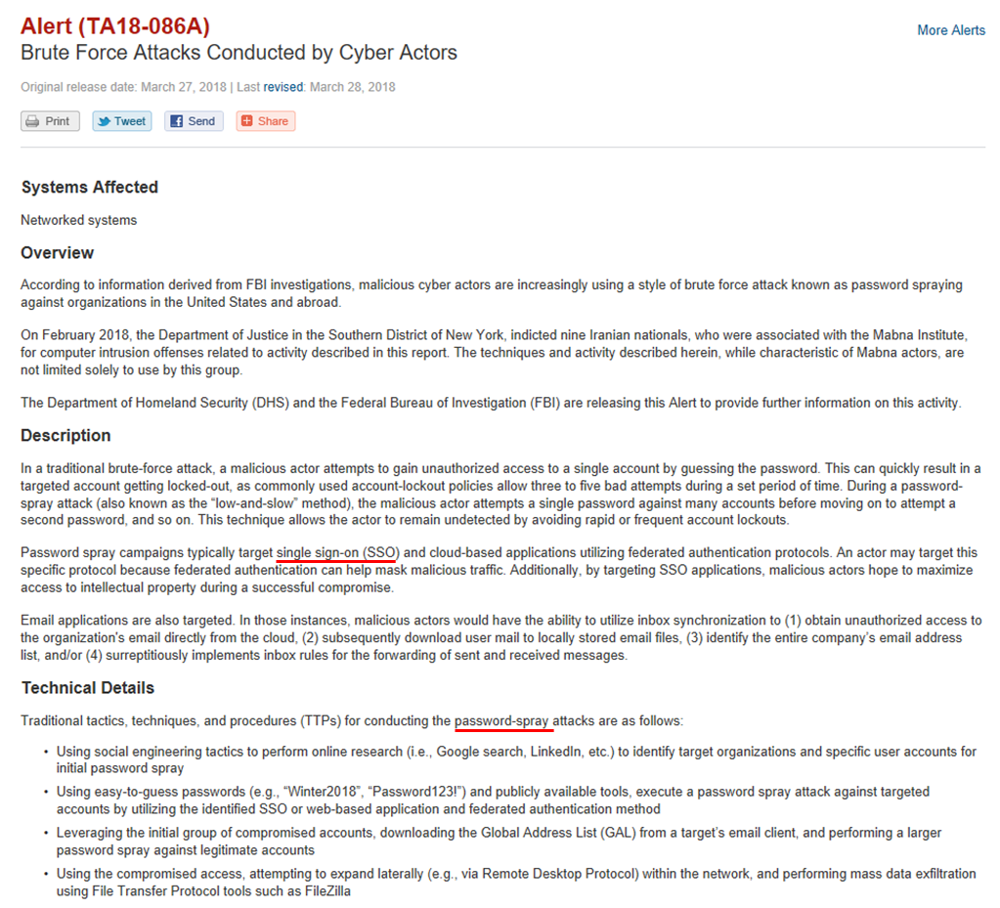 Alert (TA18-086A)
More Alerts
Brute Force Attacks Conducted by Cyber Actors
Original release date: March 27, 2018 | Last revised: March 28, 2018
Print Tweet Send Share
Systems Affected
Networked systems
Overview
According to information derived from FBI investigations, malicious cyber actors are increasingly using a style of brute force attack known as password spraying
against organizations in the United States and abroad.
On February 2018, the Department of Justice in the Southern District of New York, indicted nine Iranian nationals, who were associated with the Mabna Institute,
for computer intrusion offenses related to activity described in this report. The techniques and activity described herein, while characteristic of Mabna actors, are
not limited solely to use by this group.
The Department of Homeland Security (DHS) and the Federal Bureau of Investigation (FBI) are releasing this Alert to provide further information on this activity.
Description
In a traditional brute-force attack, a malicious actor attempts to gain unauthorized access to a single account by guessing the password. This can quickly result in a
targeted account getting locked-out, as commonly used account-lockout policies allow three to five bad attempts during a set period of time. During a password-
spray attack (also known as the “low-and-slow” method), the malicious actor attempts a single password against many accounts before moving on to attempt a
second password, and so on. This technique allows the actor to remain undetected by avoiding rapid or frequent account lockouts.
Password spray campaigns typically target single sign-on (SSO) and cloud-based applications utilizing federated authentication protocols. An actor may target this
specific protocol because federated authentication can help mask malicious traffic. Additionally, by targeting SSO applications, malicious actors hope to maximize
access to intellectual property during a successful compromise.
Email applications are also targeted. In those instances, malicious actors would have the ability to utilize inbox synchronization to (1) obtain unauthorized access to
the organization's email directly from the cloud, (2) subsequently download user mail to locally stored email files, (3) identify the entire company’s email address
list, and/or (4) surreptitiously implements inbox rules for the forwarding of sent and received messages.
Technical Details
Traditional tactics, techniques, and procedures (TTPs) for conducting the password-spray attacks are as follows:
• Using social engineering tactics to perform online research (i.e., Google search, LinkedIn, etc.) to identify target organizations and specific user accounts for
initial password spray
• Using easy-to-guess passwords (e.g., “Winter2018”, “Password123!”) and publicly available tools, execute a password spray attack against targeted
accounts by utilizing the identified SSO or web-based application and federated authentication method
• Leveraging the initial group of compromised accounts, downloading the Global Address List (GAL) from a target’s email client, and performing a larger
password spray against legitimate accounts
• Using the compromised access, attempting to expand laterally (e.g., via Remote Desktop Protocol) within the network, and performing mass data exfiltration
using File Transfer Protocol tools such as FileZilla